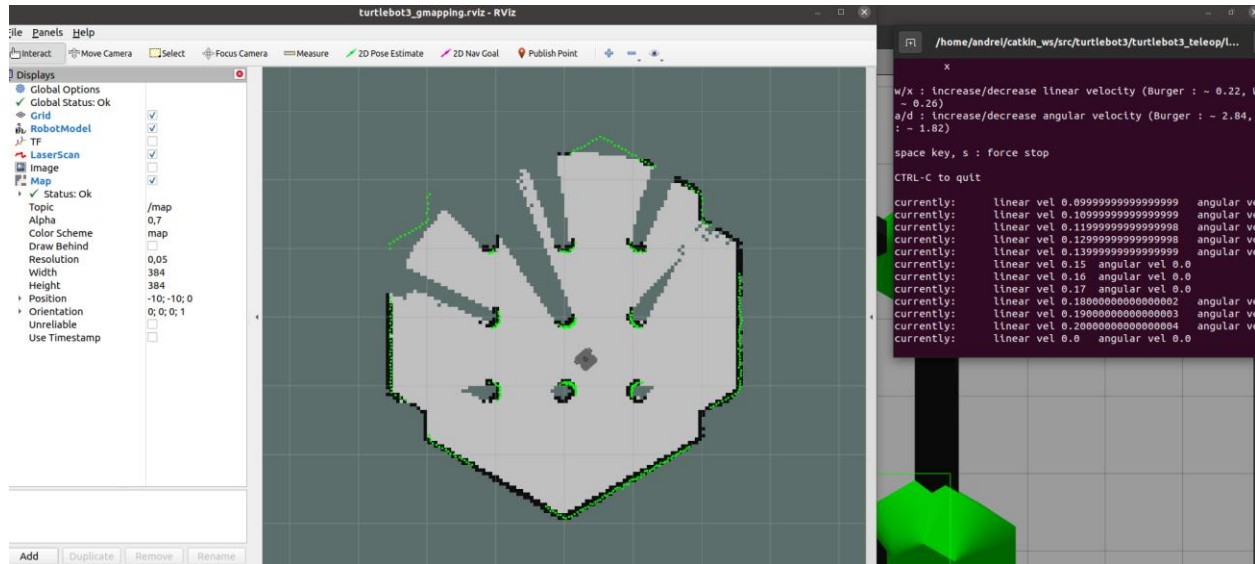 turtlebot3_gmapping.rviz - RViz
File Panels Help
Interact Move Camera Select Focus Camera Measure 2D Pose Estimate 2D Nav Goal Publish Point
Displays
Global Options
Global Status: Ok
Grid
RobotModel
TF
LaserScan
Image
Map
Status: Ok
Topic /map
Alpha 0,7
Color Scheme map
Draw Behind
Resolution 0,05
Width 384
Height 384
Position -10; -10; 0
Orientation 0; 0; 0; 1
Unreliable
Use Timestamp
Add Duplicate Remove Rename
/home/andrei/catkin_ws/src/turtlebot3/turtlebot3_teleop/l...
x
w/x : increase/decrease linear velocity (Burger : ~ 0.22, W
~ 0.26)
a/d : increase/decrease angular velocity (Burger : ~ 2.84,
: ~ 1.82)
space key, s : force stop
CTRL-C to quit
currently: linear vel 0.09999999999999999 angular ve
currently: linear vel 0.10999999999999999 angular ve
currently: linear vel 0.11999999999999998 angular ve
currently: linear vel 0.12999999999999998 angular ve
currently: linear vel 0.13999999999999999 angular ve
currently: linear vel 0.15 angular vel 0.0
currently: linear vel 0.16 angular vel 0.0
currently: linear vel 0.17 angular vel 0.0
currently: linear vel 0.18000000000000002 angular ve
currently: linear vel 0.19000000000000003 angular ve
currently: linear vel 0.20000000000000004 angular ve
currently: linear vel 0.0 angular vel 0.0